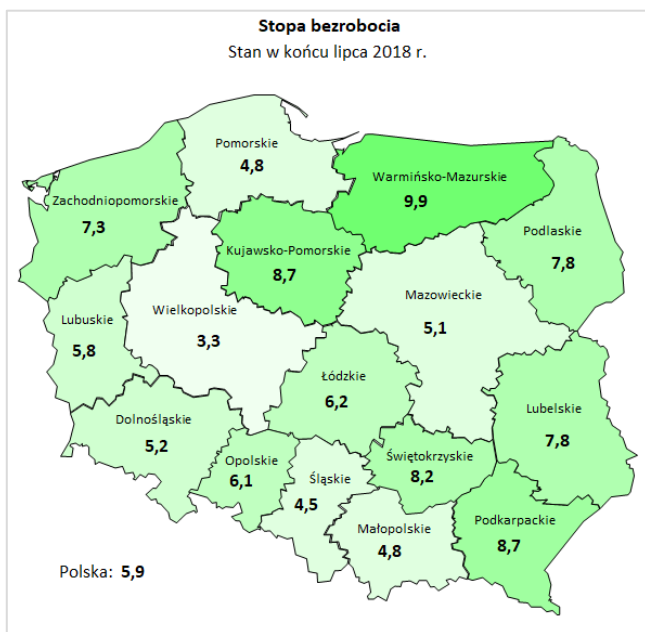 Stopa bezrobocia
Stan w końcu lipca 2018 r.
Pomorskie
4,8
Warmińsko-Mazurskie
9,9
Zachodniopomorskie
7,3
Podlaskie
7,8
Kujawsko-Pomorskie
8,7
Mazowieckie
5,1
Wielkopolskie
3,3
Lubuskie
5,8
Łódzkie
6,2
Lubelskie
7,8
Dolnośląskie
5,2
Opolskie
6,1
Śląskie
4,5
Świętokrzyskie
8,2
Małopolskie
4,8
Podkarpackie
8,7
Polska: 5,9